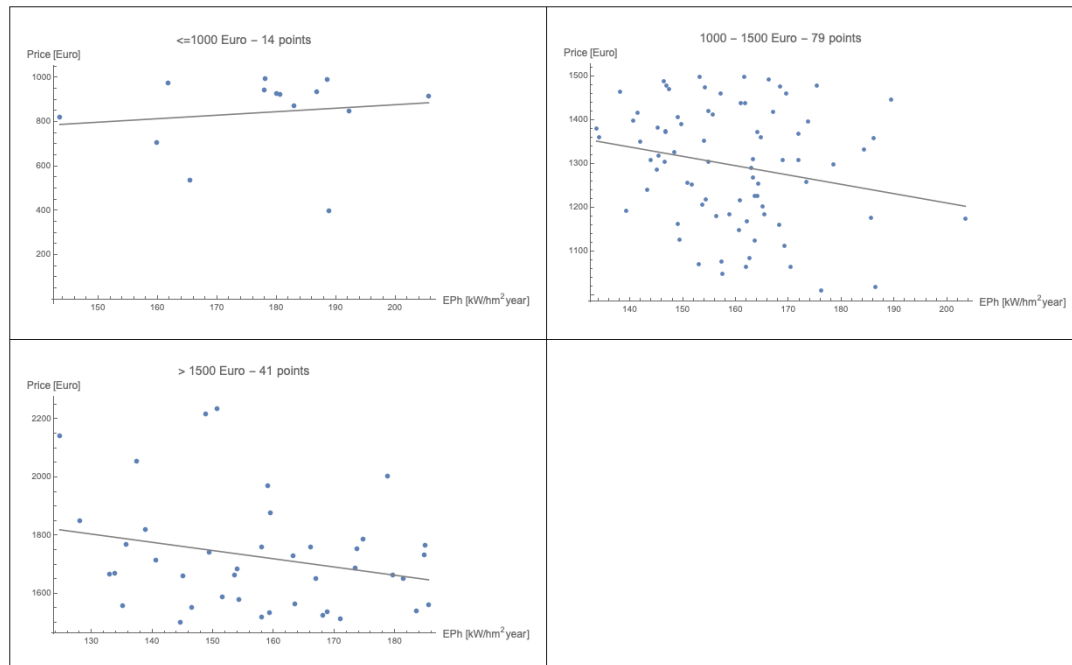 <=1000 Euro – 14 points
Price [Euro]
1000
800
600
400
200
150 160 170 180 190 200
EPh [kW/hm²year]
1000 – 1500 Euro – 79 points
Price [Euro]
1500
1400
1300
1200
1100
140 150 160 170 180 190 200
EPh [kW/hm²year]
> 1500 Euro – 41 points
Price [Euro]
2200
2000
1800
1600
130 140 150 160 170 180
EPh [kW/hm²year]